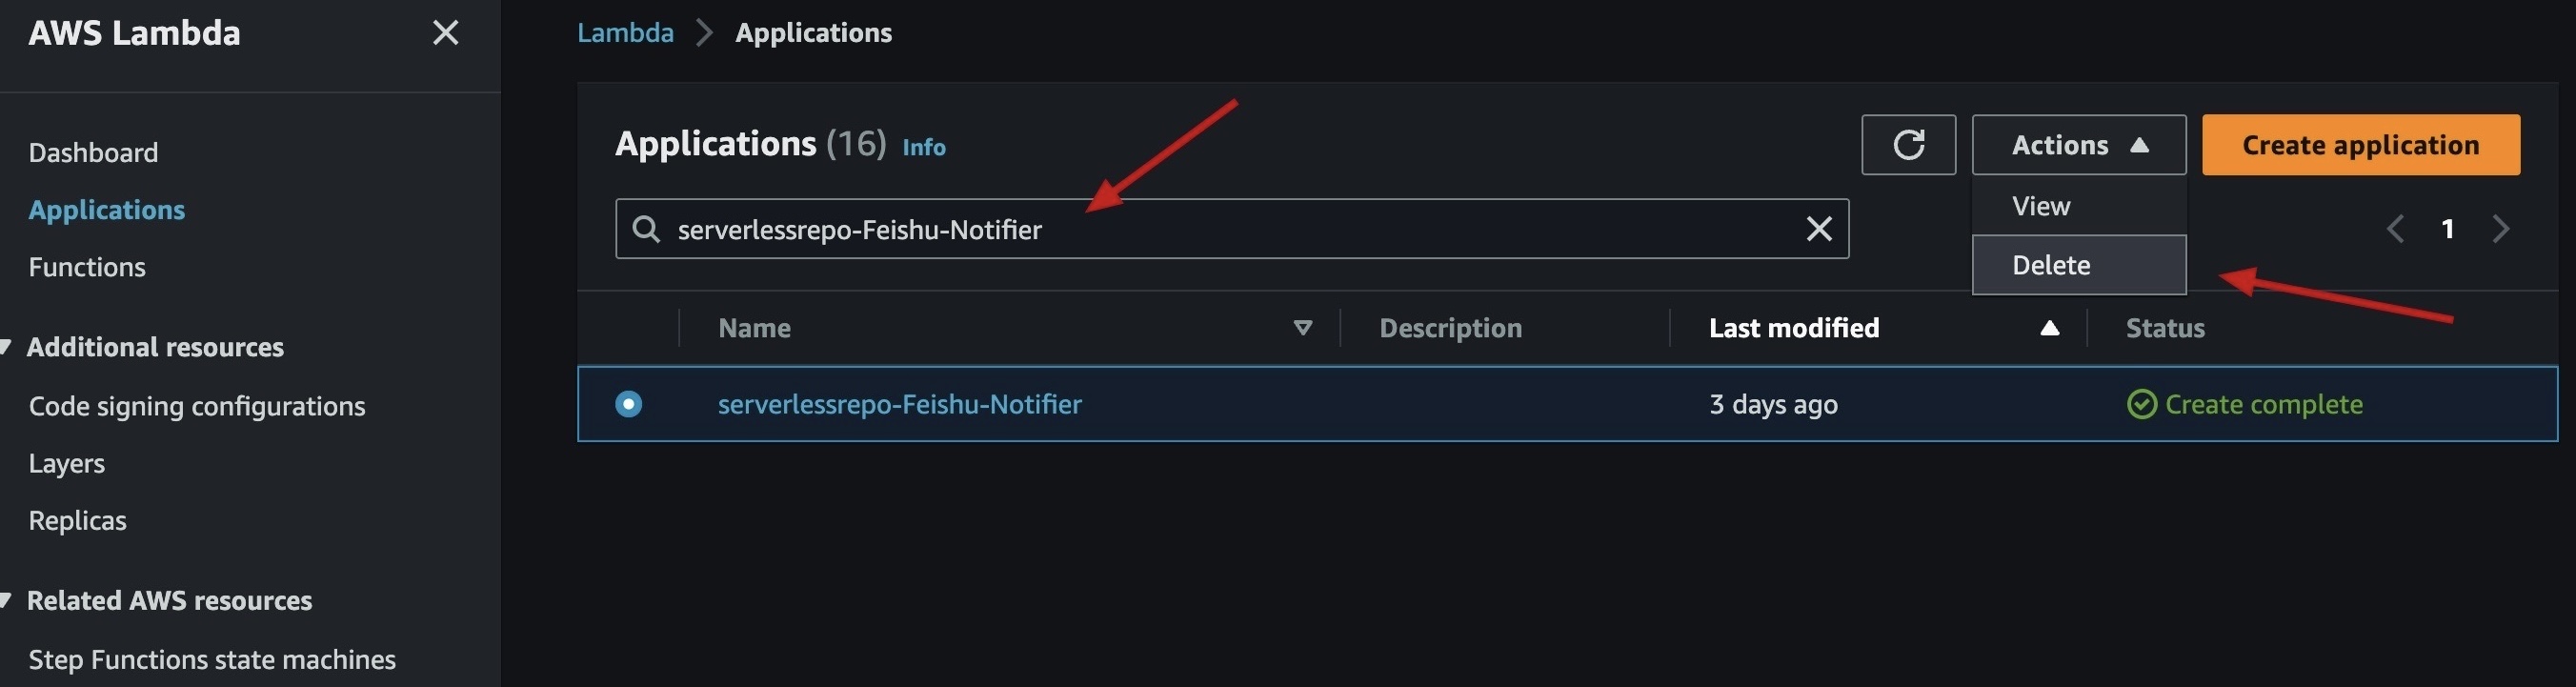 AWS Lambda
Dashboard
Applications
Functions
Additional resources
Code signing configurations
Layers
Replicas
Related AWS resources
Step Functions state machines
Lambda
Applications
Applications (16) Info
Actions
Create application
serverlessrepo-Feishu-Notifier
View
Delete
1
Name
Description
Last modified
Status
serverlessrepo-Feishu-Notifier
3 days ago
Create complete